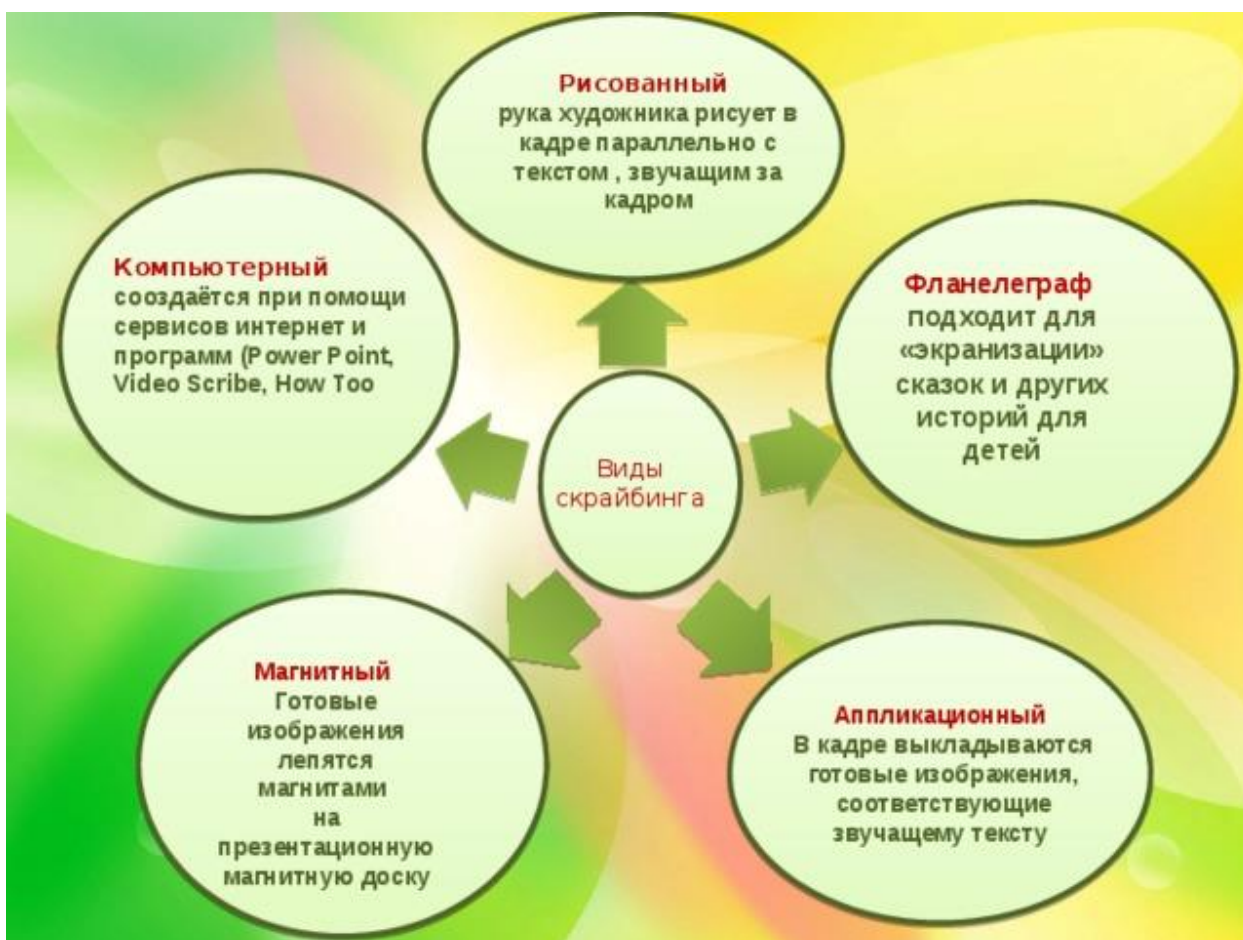 Рисованный
рука художника рисует в
кадре параллельно с
текстом , звучащим за
кадром
Компьютерный
сооздаётся при помощи
сервисов интернет и
программ (Power Point,
Video Scribe, How Too
Фланелеграф
подходит для
«экранизации»
сказок и других
историй для
детей
Виды
скрайбинга
Магнитный
Готовые
изображения
лепятся
магнитами
на
презентационную
магнитную доску
Аппликационный
В кадре выкладываются
готовые изображения,
соответствующие
звучащему тексту